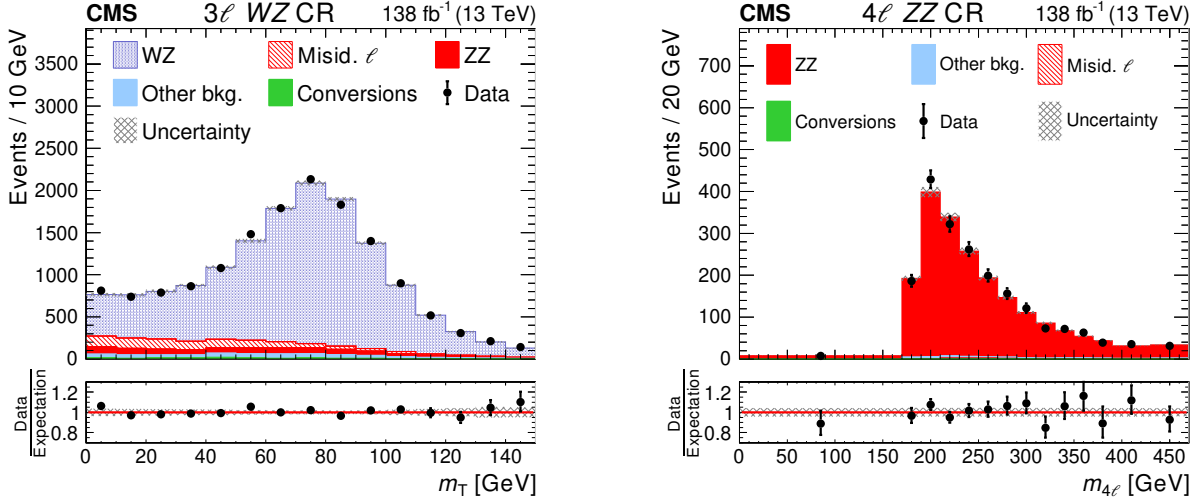 CMS 3ℓ WZ CR 138 fb⁻¹ (13 TeV)
Events / 10 GeV
3500
3000
2500
2000
1500
1000
500
0
WZ Misid. ℓ ZZ
Other bkg. Conversions Data
Uncertainty
Data
Expectation
1.2
1
0.8
0 20 40 60 80 100 120 140
m_T [GeV]
CMS 4ℓ ZZ CR 138 fb⁻¹ (13 TeV)
Events / 20 GeV
700
600
500
400
300
200
100
0
ZZ Other bkg. Misid. ℓ
Conversions Data Uncertainty
Data
Expectation
1.2
1
0.8
0 50 100 150 200 250 300 350 400 450
m_4ℓ [GeV]